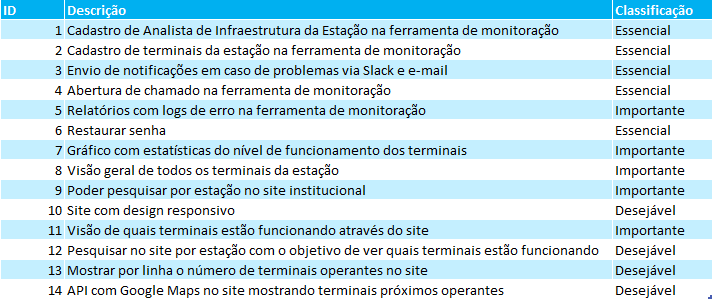 ID Descrição Classificação
1 Cadastro de Analista de Infraestrutura da Estação na ferramenta de monitoração Essencial
2 Cadastro de terminais da estação na ferramenta de monitoração Essencial
3 Envio de notificações em caso de problemas via Slack e e-mail Essencial
4 Abertura de chamado na ferramenta de monitoração Essencial
5 Relatórios com logs de erro na ferramenta de monitoração Importante
6 Restaurar senha Essencial
7 Gráfico com estatísticas do nível de funcionamento dos terminais Importante
8 Visão geral de todos os terminais da estação Importante
9 Poder pesquisar por estação no site institucional Importante
10 Site com design responsivo Desejável
11 Visão de quais terminais estão funcionando através do site Importante
12 Pesquisar no site por estação com o objetivo de ver quais terminais estão funcionando Desejável
13 Mostrar por linha o número de terminais operantes no site Desejável
14 API com Google Maps no site mostrando terminais próximos operantes Desejável